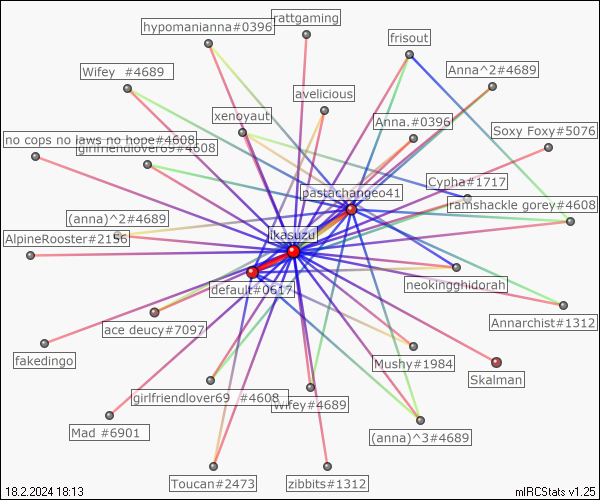 rattgaming
hypomanianna#0396
frisout
Wifey  #4689
Anna^2#4689
avelicious
xenoyaut
Anna.#0396
Soxy Foxy#5076
no cops no laws no hope#4608
girlfriendlover69#4608
Cypha#1717
pastachange041
ramshackle gorey#4608
(anna)^2#4689
ikasuzu
AlpineRooster#2156
neokingghidorah
default#0617
Annarchist#1312
ace deucy#7097
fakedingo
Mushy#1984
Skalman
girlfriendlover69  #4608
Wifey#4689
Mad #6901
(anna)^3#4689
Toucan#2473
zibbits#1312
18.2.2024 18:13
mIRCStats v1.25